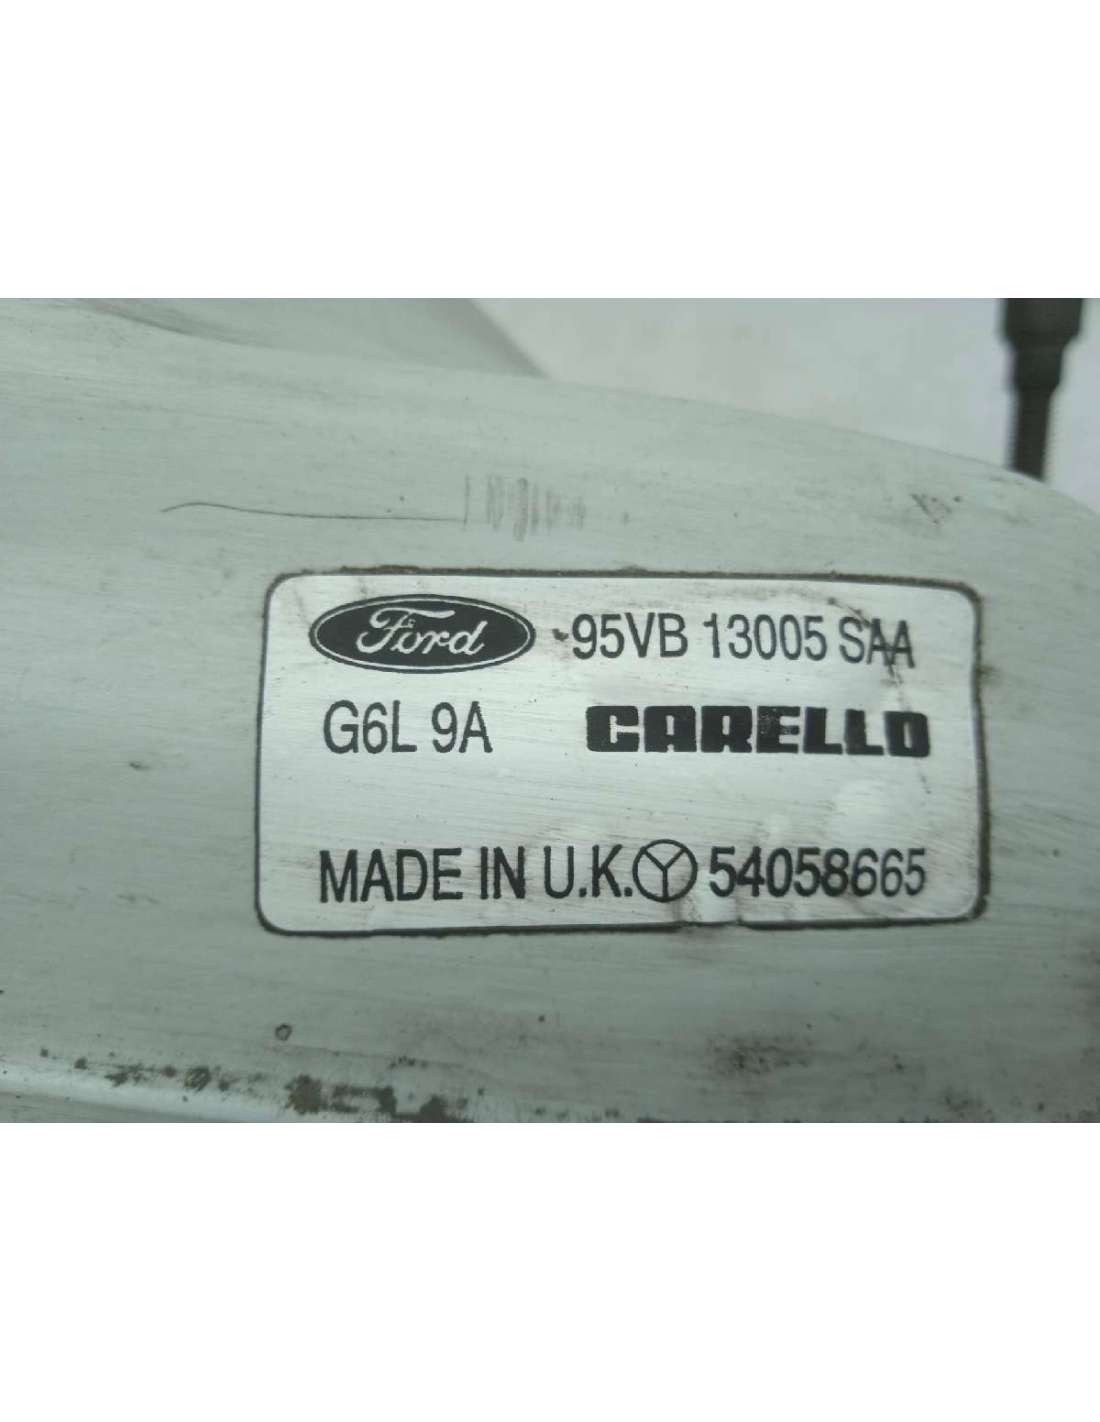 Ford 95VB 13005 SAA
G6L 9A CARELLO
MADE IN U.K. 54058665